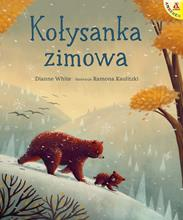 Kołysanka
zimowa
Dianne White ilustracje Ramona Kaulitzki